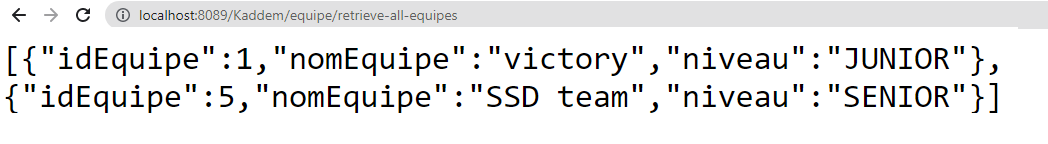 localhost:8089/Kaddem/equipe/retrieve-all-equipes
[{"idEquipe":1,"nomEquipe":"victory","niveau":"JUNIOR"},
{"idEquipe":5,"nomEquipe":"SSD team","niveau":"SENIOR"}]